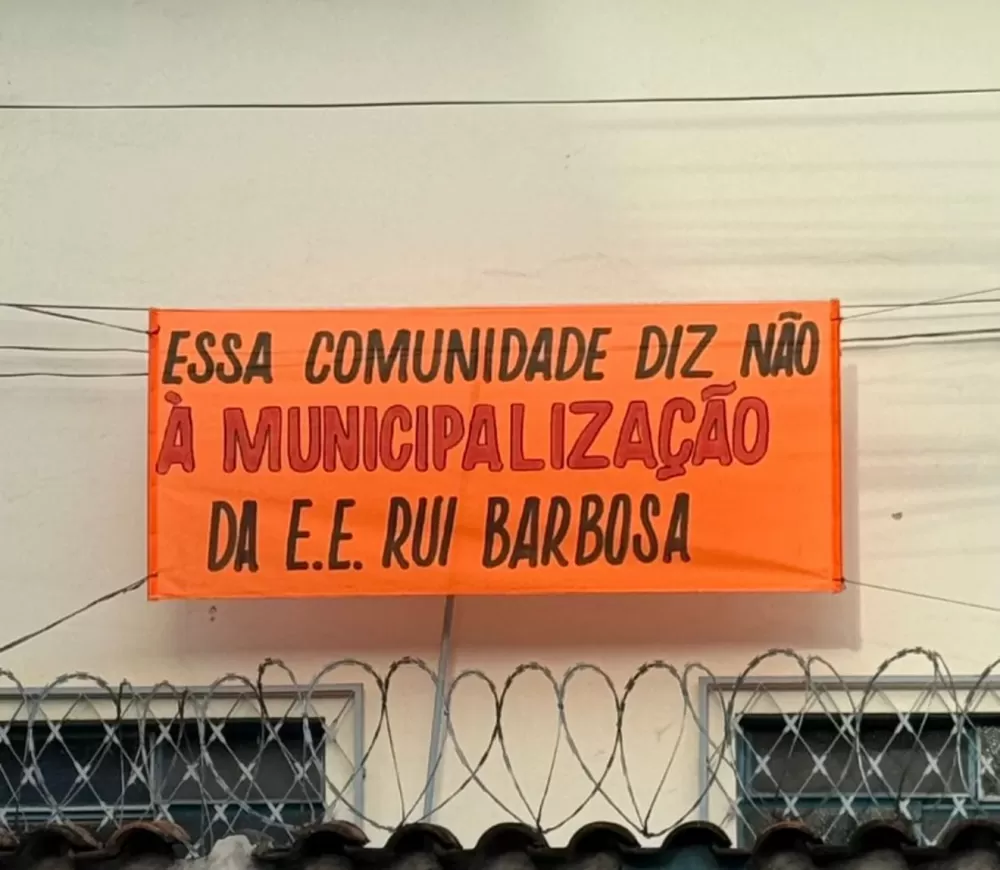 ESSA COMUNIDADE DIZ NÃO
À MUNICIPALIZAÇÃO
DA E.E. RUI BARBOSA